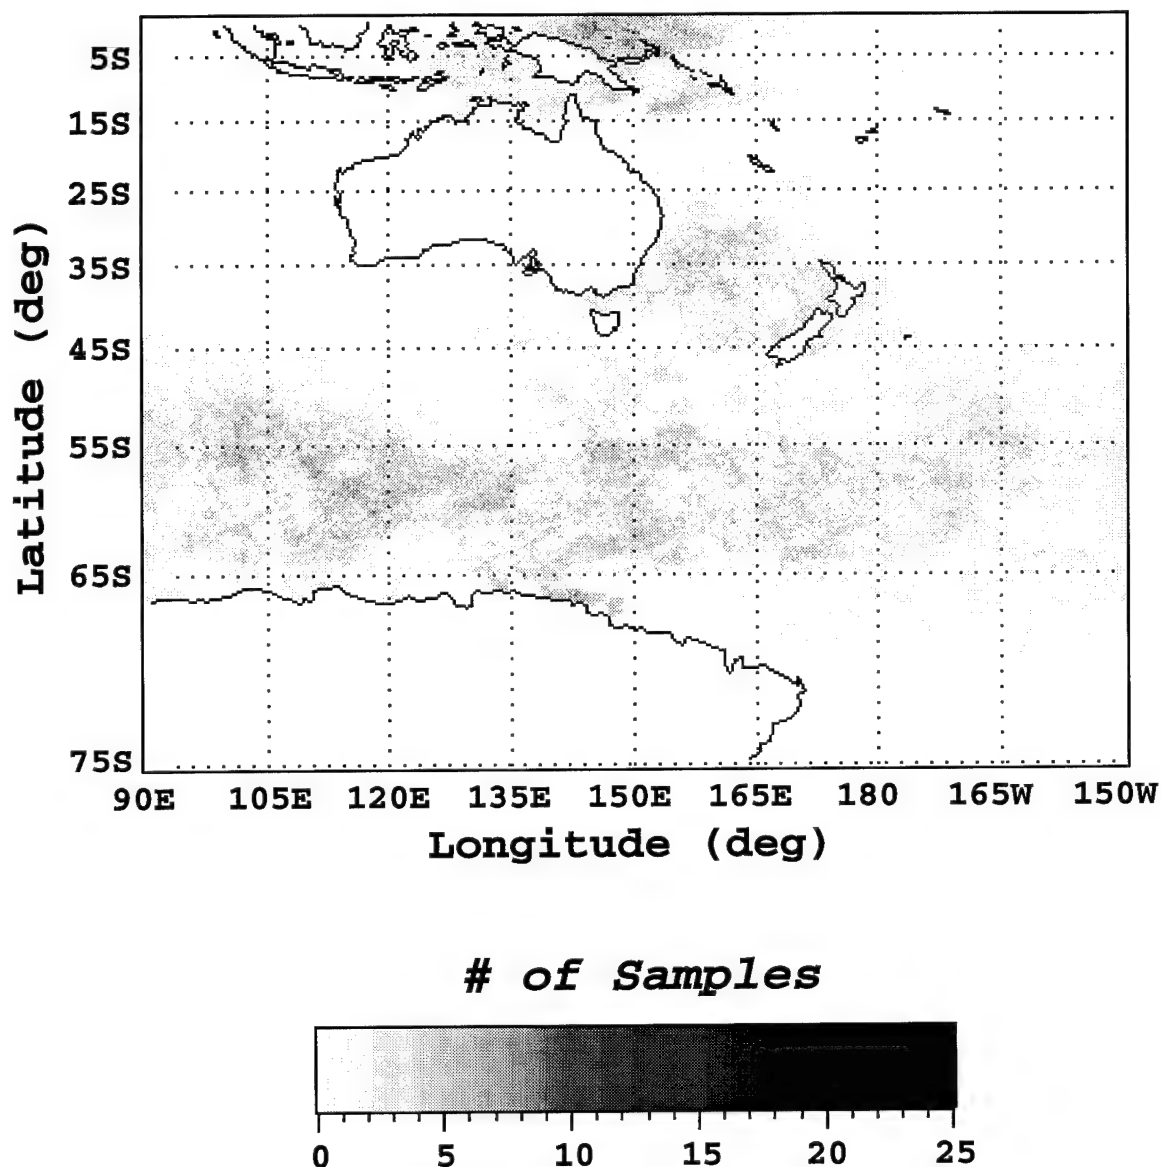 5S
15S
25S
35S
45S
55S
65S
75S
Latitude (deg)
90E 105E 120E 135E 150E 165E 180 165W 150W
Longitude (deg)
# of Samples
0 5 10 15 20 25